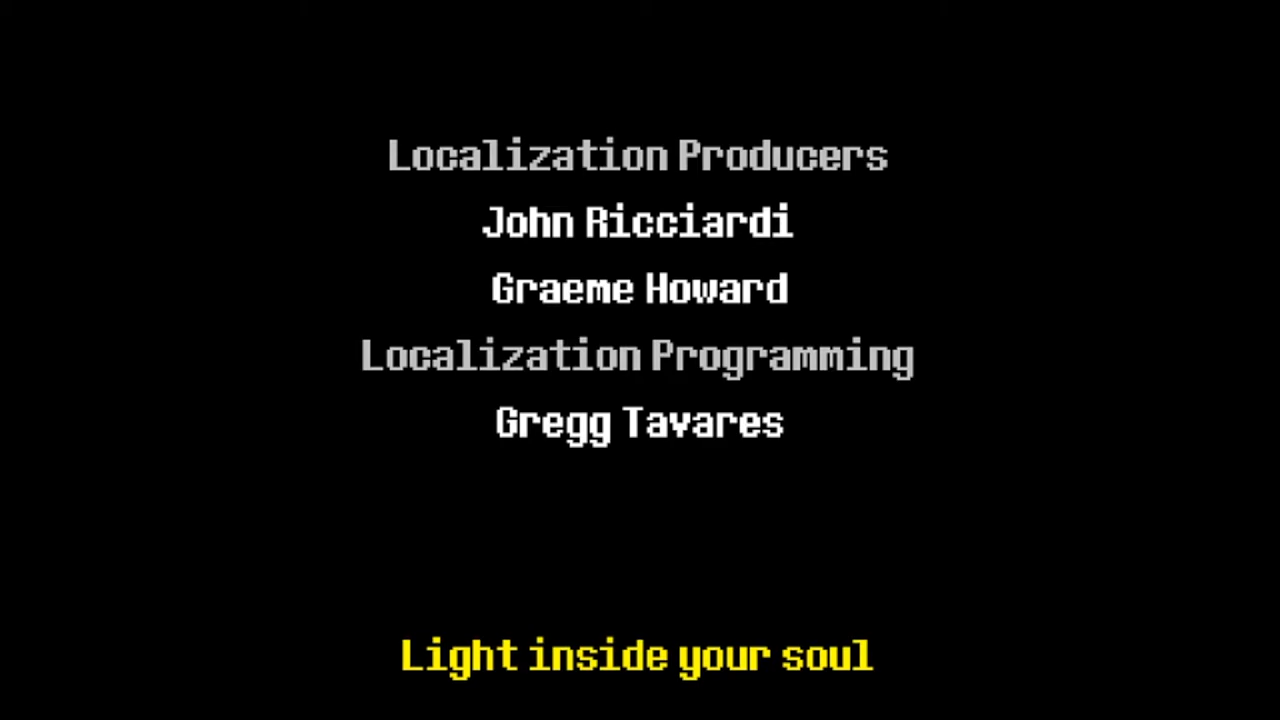 Localization Producers
John Ricciardi
Graeme Howard
Localization Programming
Gregg Tavares
Light inside your soul